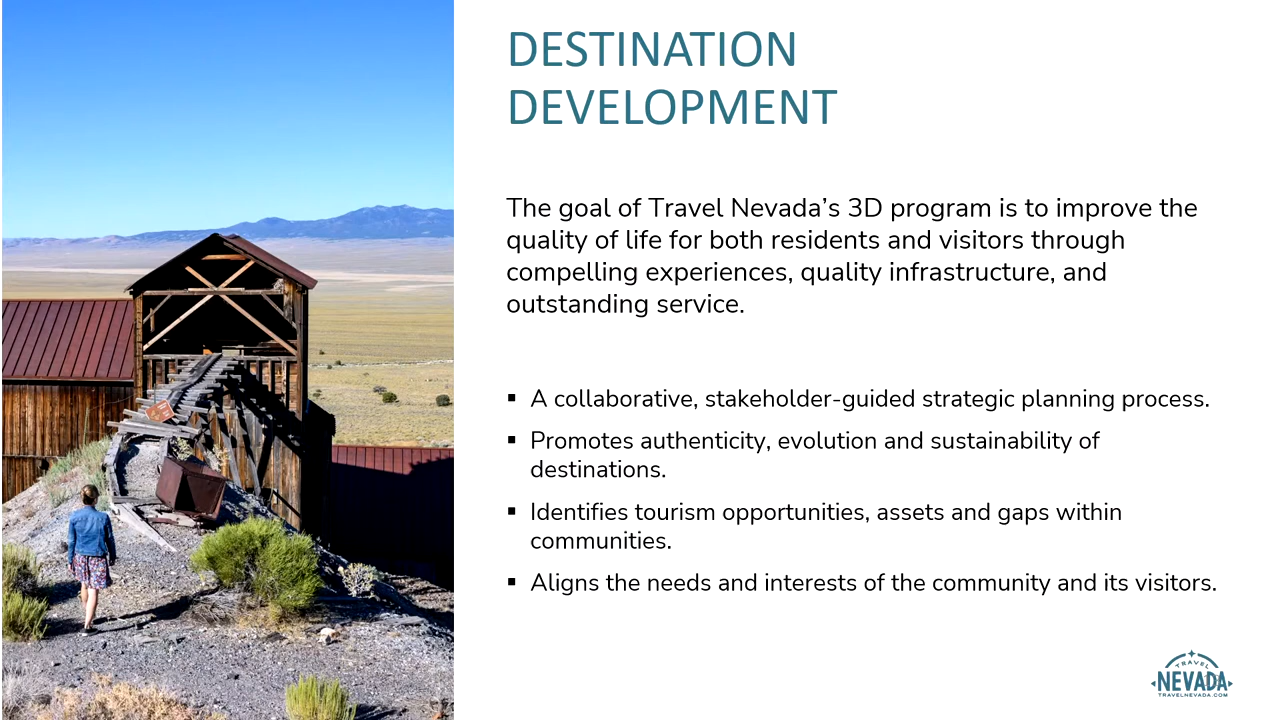 DESTINATION
DEVELOPMENT
The goal of Travel Nevada’s 3D program is to improve the
quality of life for both residents and visitors through
compelling experiences, quality infrastructure, and
outstanding service.
▪ A collaborative, stakeholder-guided strategic planning process.
▪ Promotes authenticity, evolution and sustainability of
destinations.
▪ Identifies tourism opportunities, assets and gaps within
communities.
▪ Aligns the needs and interests of the community and its visitors.
TRAVEL
NEVADA
TRAVELNEVADA.COM